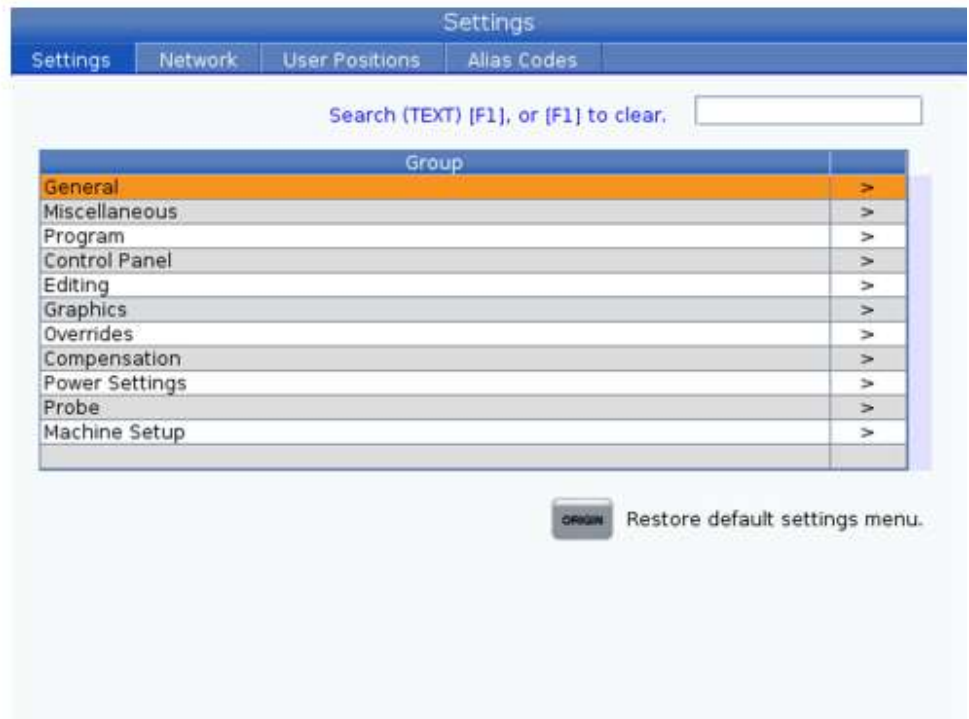 Settings
Settings Network User Positions Alias Codes
Search (TEXT) [F1], or [F1] to clear.
Group
General >
Miscellaneous >
Program >
Control Panel >
Editing >
Graphics >
Overrides >
Compensation >
Power Settings >
Probe >
Machine Setup >
ORIGIN Restore default settings menu.